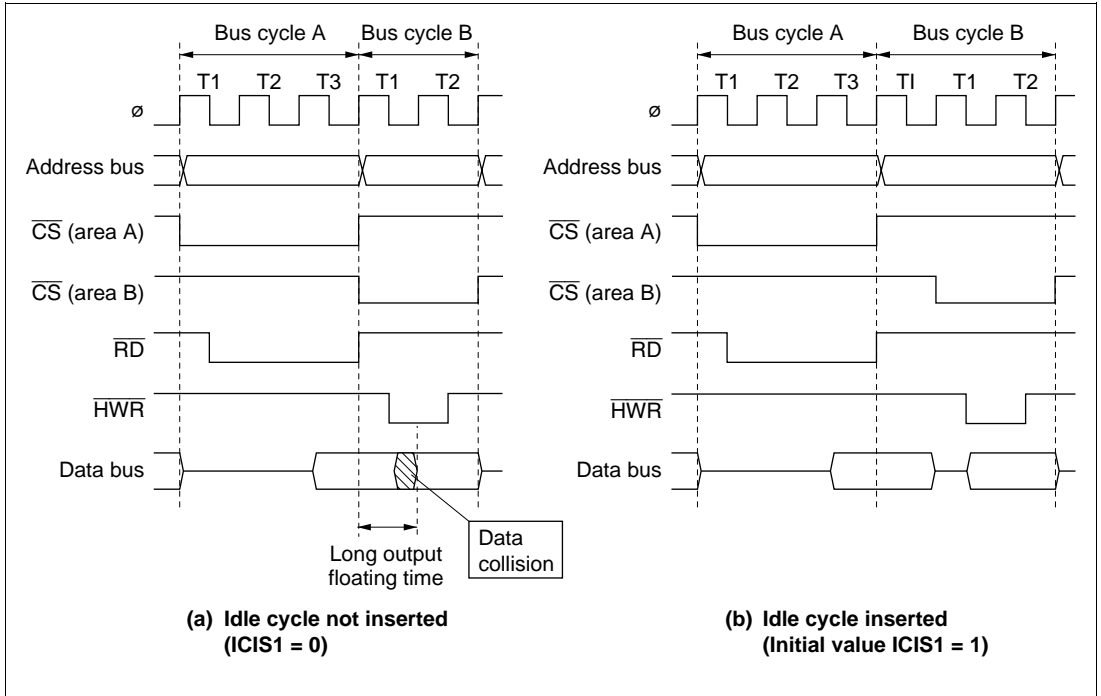 Bus cycle A
Bus cycle B
T1 T2 T3 T1 T2
ø
Address bus
CS (area A)
CS (area B)
RD
HWR
Data bus
Long output
floating time
Data
collision
(a) Idle cycle not inserted
(ICIS1 = 0)
Bus cycle A
Bus cycle B
T1 T2 T3 TI T1 T2
ø
Address bus
CS (area A)
CS (area B)
RD
HWR
Data bus
(b) Idle cycle inserted
(Initial value ICIS1 = 1)